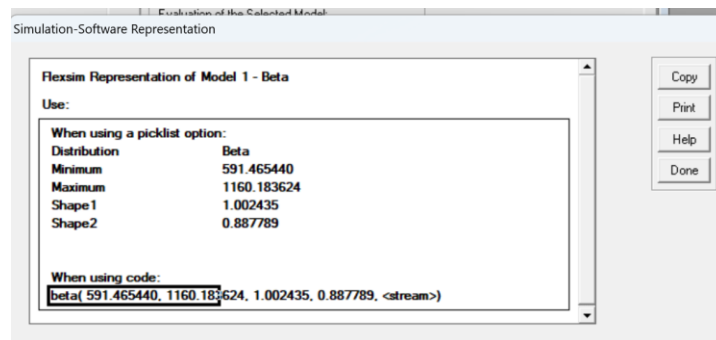 Evaluation of the Selected Model:
Simulation-Software Representation
Flexsim Representation of Model 1 - Beta
Use:
When using a picklist option:
Distribution Beta
Minimum 591.465440
Maximum 1160.183624
Shape1 1.002435
Shape2 0.887789
When using code:
beta( 591.465440, 1160.183624, 1.002435, 0.887789, <stream>)
Copy
Print
Help
Done